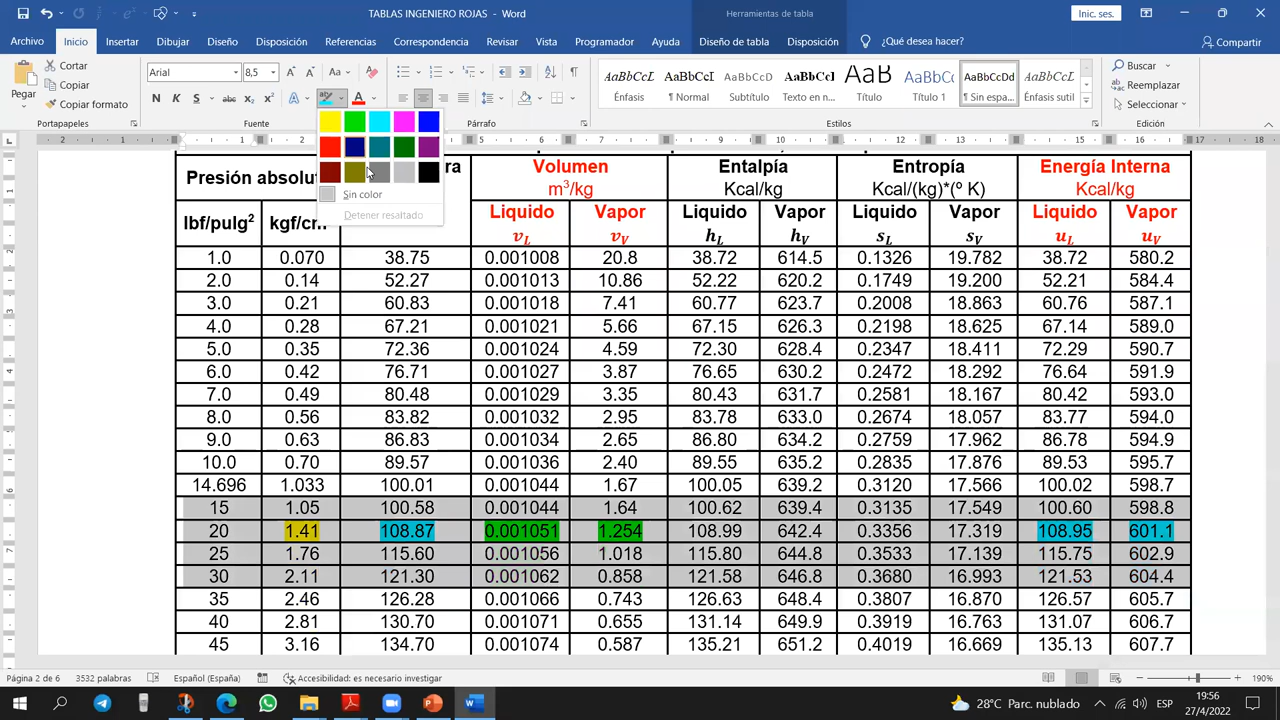 TABLAS INGENIERO ROJAS - Word
Herramientas de tabla
Inic. ses.
Archivo Inicio Insertar Dibujar Diseño Disposición Referencias Correspondencia Revisar Vista Programador Ayuda Diseño de tabla Disposición ¿Qué desea hacer? Compartir
Pegar
Cortar
Copiar
Copiar formato
Portapapeles
Arial 8,5
N K S
Fuente
Párrafo
AaBbCcL Énfasis
AaBbCcI ¶ Normal
AaBbCcD Subtítulo
AaBbCcI Texto en n...
AaB Título
AaBbC Título 1
AaBbCcDd ¶ Sin espa...
AaBbCcL Énfasis sutil
Estilos
Buscar
Reemplazar
Seleccionar
Edición
Sin color
Detener resaltado
Presión absolut ra Volumen Entalpía Entropía Energía Interna
m³/kg Kcal/kg Kcal/(kg)*(º K) Kcal/kg
lbf/pulg² kgf/cm Liquido Vapor Liquido Vapor Liquido Vapor Liquido Vapor
v_L v_V h_L h_V s_L s_V u_L u_V
1.0 0.070 38.75 0.001008 20.8 38.72 614.5 0.1326 19.782 38.72 580.2
2.0 0.14 52.27 0.001013 10.86 52.22 620.2 0.1749 19.200 52.21 584.4
3.0 0.21 60.83 0.001018 7.41 60.77 623.7 0.2008 18.863 60.76 587.1
4.0 0.28 67.21 0.001021 5.66 67.15 626.3 0.2198 18.625 67.14 589.0
5.0 0.35 72.36 0.001024 4.59 72.30 628.4 0.2347 18.411 72.29 590.7
6.0 0.42 76.71 0.001027 3.87 76.65 630.2 0.2472 18.292 76.64 591.9
7.0 0.49 80.48 0.001029 3.35 80.43 631.7 0.2581 18.167 80.42 593.0
8.0 0.56 83.82 0.001032 2.95 83.78 633.0 0.2674 18.057 83.77 594.0
9.0 0.63 86.83 0.001034 2.65 86.80 634.2 0.2759 17.962 86.78 594.9
10.0 0.70 89.57 0.001036 2.40 89.55 635.2 0.2835 17.876 89.53 595.7
14.696 1.033 100.01 0.001044 1.67 100.05 639.2 0.3120 17.566 100.02 598.7
15 1.05 100.58 0.001044 1.64 100.62 639.4 0.3135 17.549 100.60 598.8
20 1.41 108.87 0.001051 1.254 108.99 642.4 0.3356 17.319 108.95 601.1
25 1.76 115.60 0.001056 1.018 115.80 644.8 0.3533 17.139 115.75 602.9
30 2.11 121.30 0.001062 0.858 121.58 646.8 0.3680 16.993 121.53 604.4
35 2.46 126.28 0.001066 0.743 126.63 648.4 0.3807 16.870 126.57 605.7
40 2.81 130.70 0.001071 0.655 131.14 649.9 0.3919 16.763 131.07 606.7
45 3.16 134.70 0.001074 0.587 135.21 651.2 0.4019 16.669 135.13 607.7
Página 2 de 6 3532 palabras Español (España) Accesibilidad: es necesario investigar 190%
28°C Parc. nublado ESP 19:56
27/4/2022